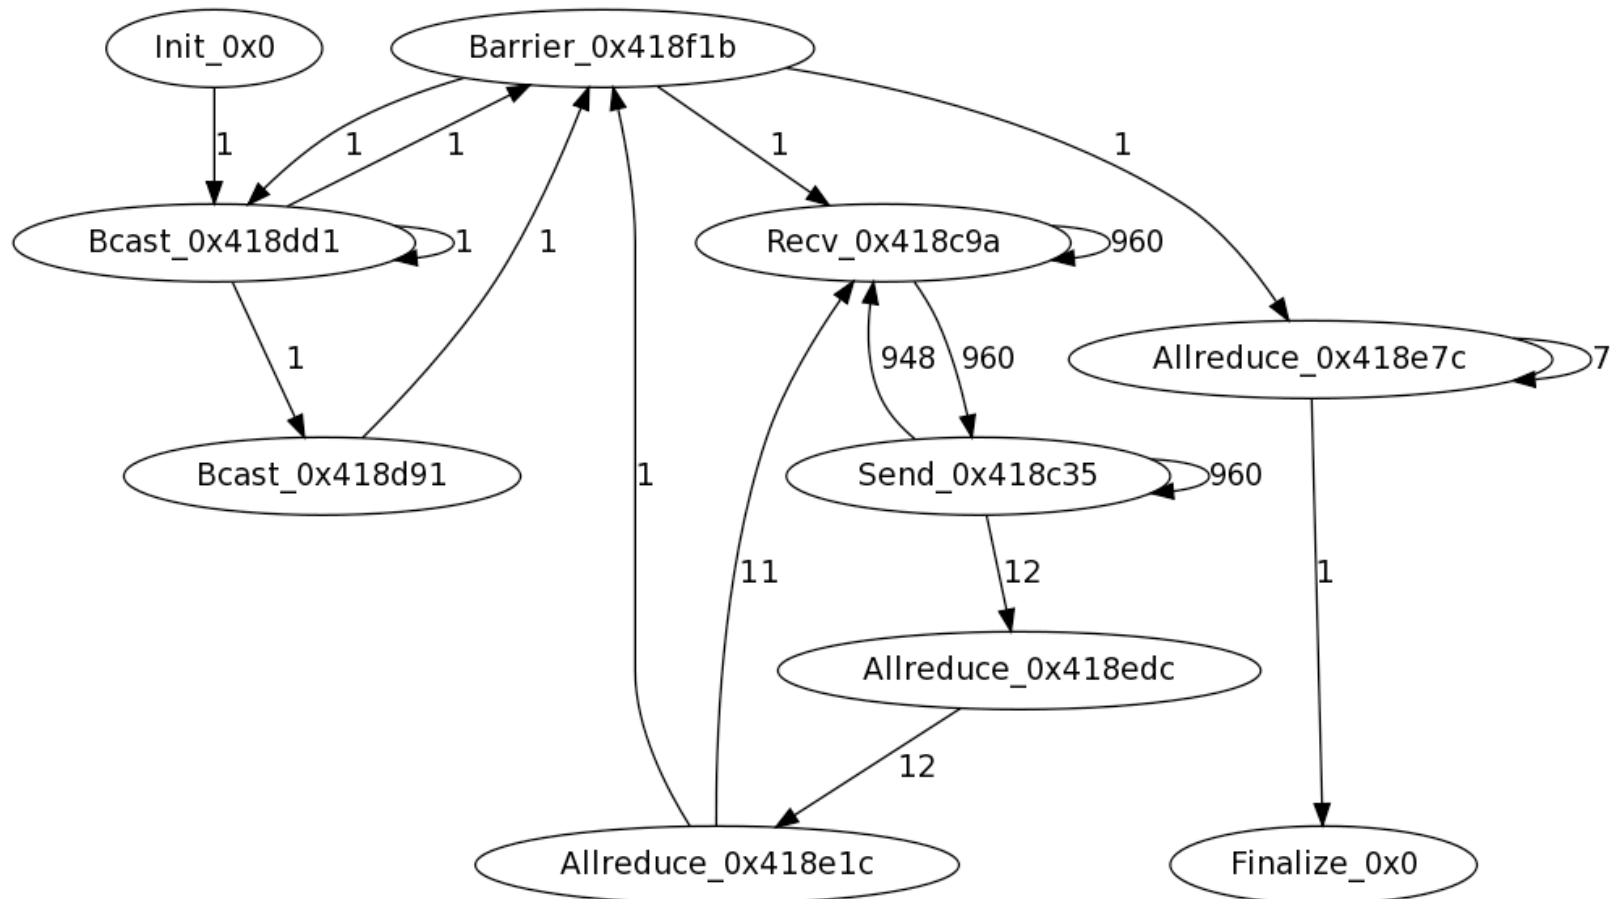 Init_0x0
Barrier_0x418f1b
1
1
1
1
1
Bcast_0x418dd1
1
1
Recv_0x418c9a
960
1
948
960
Allreduce_0x418e7c
7
Bcast_0x418d91
1
Send_0x418c35
960
11
12
1
Allreduce_0x418edc
12
Allreduce_0x418e1c
Finalize_0x0